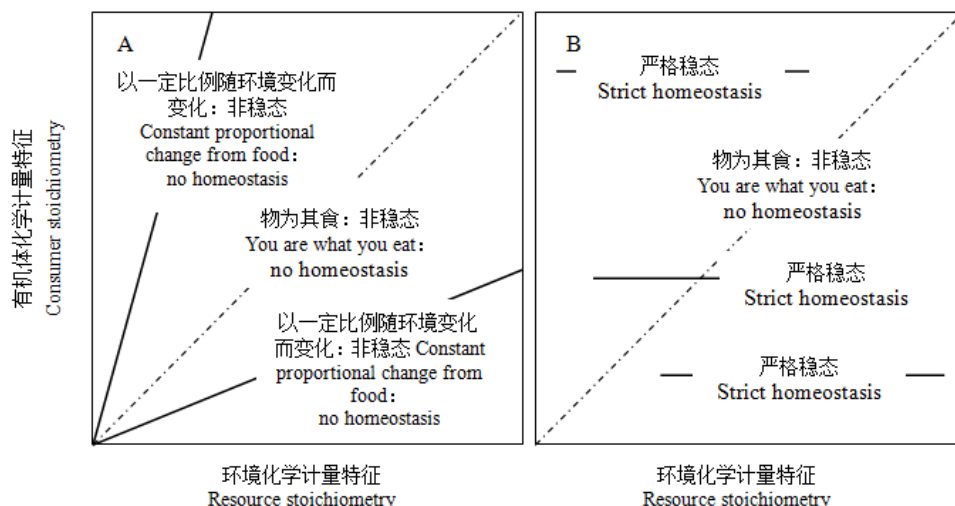 有机体化学计量特征
Consumer stoichiometry
A
以一定比例随环境变化而
变化：非稳态
Constant proportional
change from food：
no homeostasis
物为其食：非稳态
You are what you eat：
no homeostasis
以一定比例随环境变化
而变化：非稳态 Constant
proportional change from
food：
no homeostasis
环境化学计量特征
Resource stoichiometry
B
严格稳态
Strict homeostasis
物为其食：非稳态
You are what you eat：
no homeostasis
严格稳态
Strict homeostasis
严格稳态
Strict homeostasis
环境化学计量特征
Resource stoichiometry